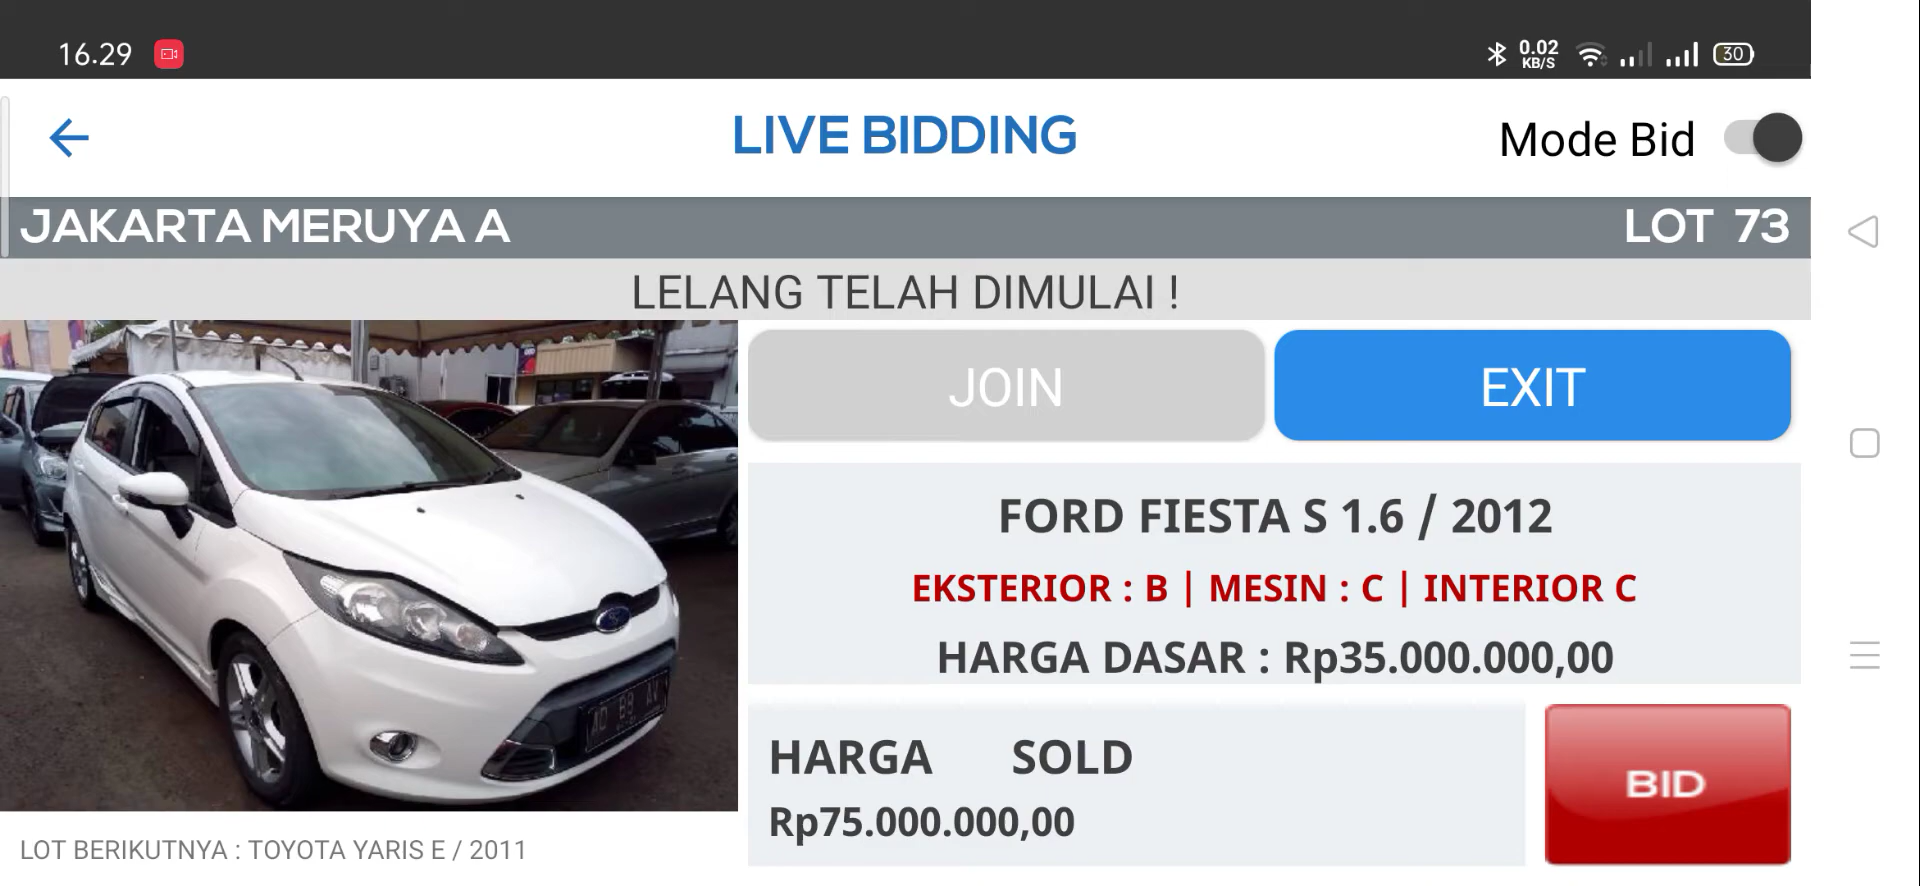 16.29
0.02
KB/S
30
LIVE BIDDING
Mode Bid
JAKARTA MERUYA A
LOT 73
LELANG TELAH DIMULAI !
JOIN
EXIT
FORD FIESTA S 1.6 / 2012
EKSTERIOR : B | MESIN : C | INTERIOR C
HARGA DASAR : Rp35.000.000,00
HARGA SOLD
Rp75.000.000,00
BID
LOT BERIKUTNYA : TOYOTA YARIS E / 2011